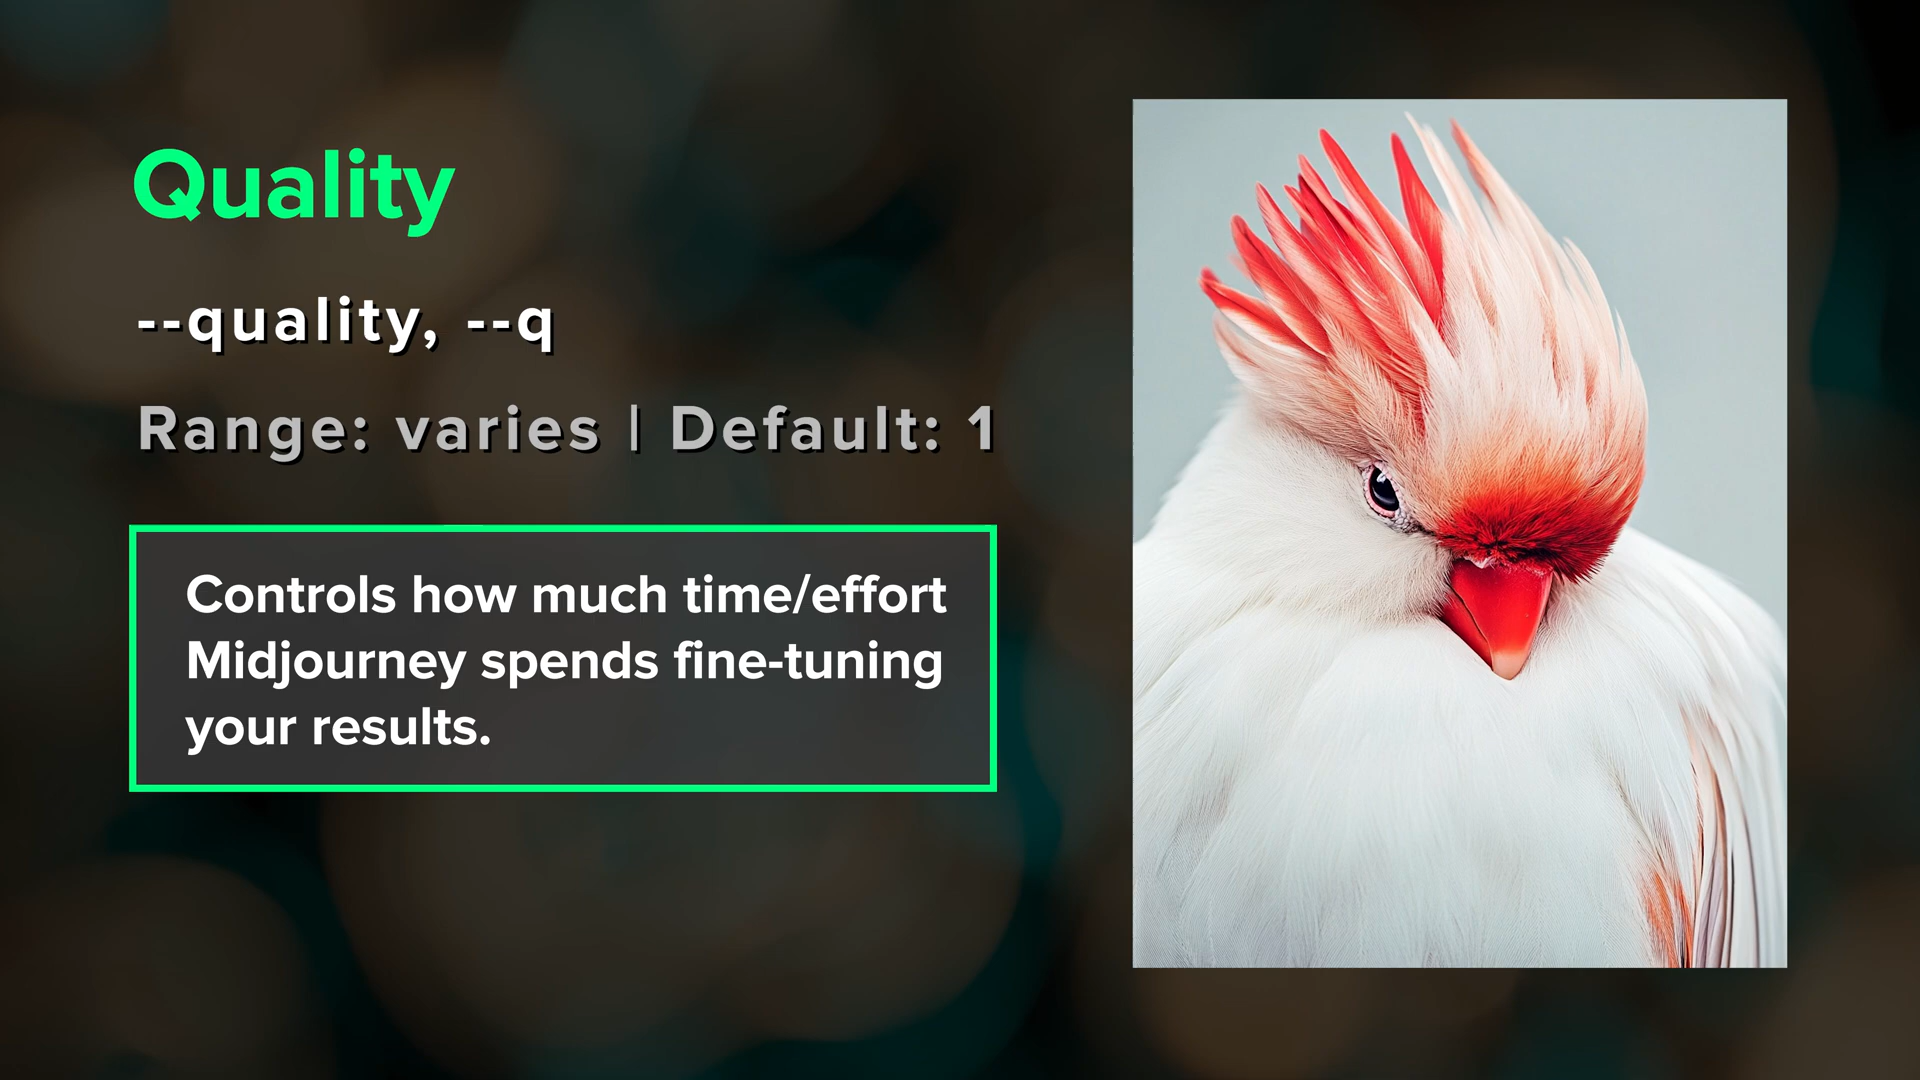 Quality
--quality, --q
Range: varies | Default: 1
Controls how much time/effort
Midjourney spends fine-tuning
your results.